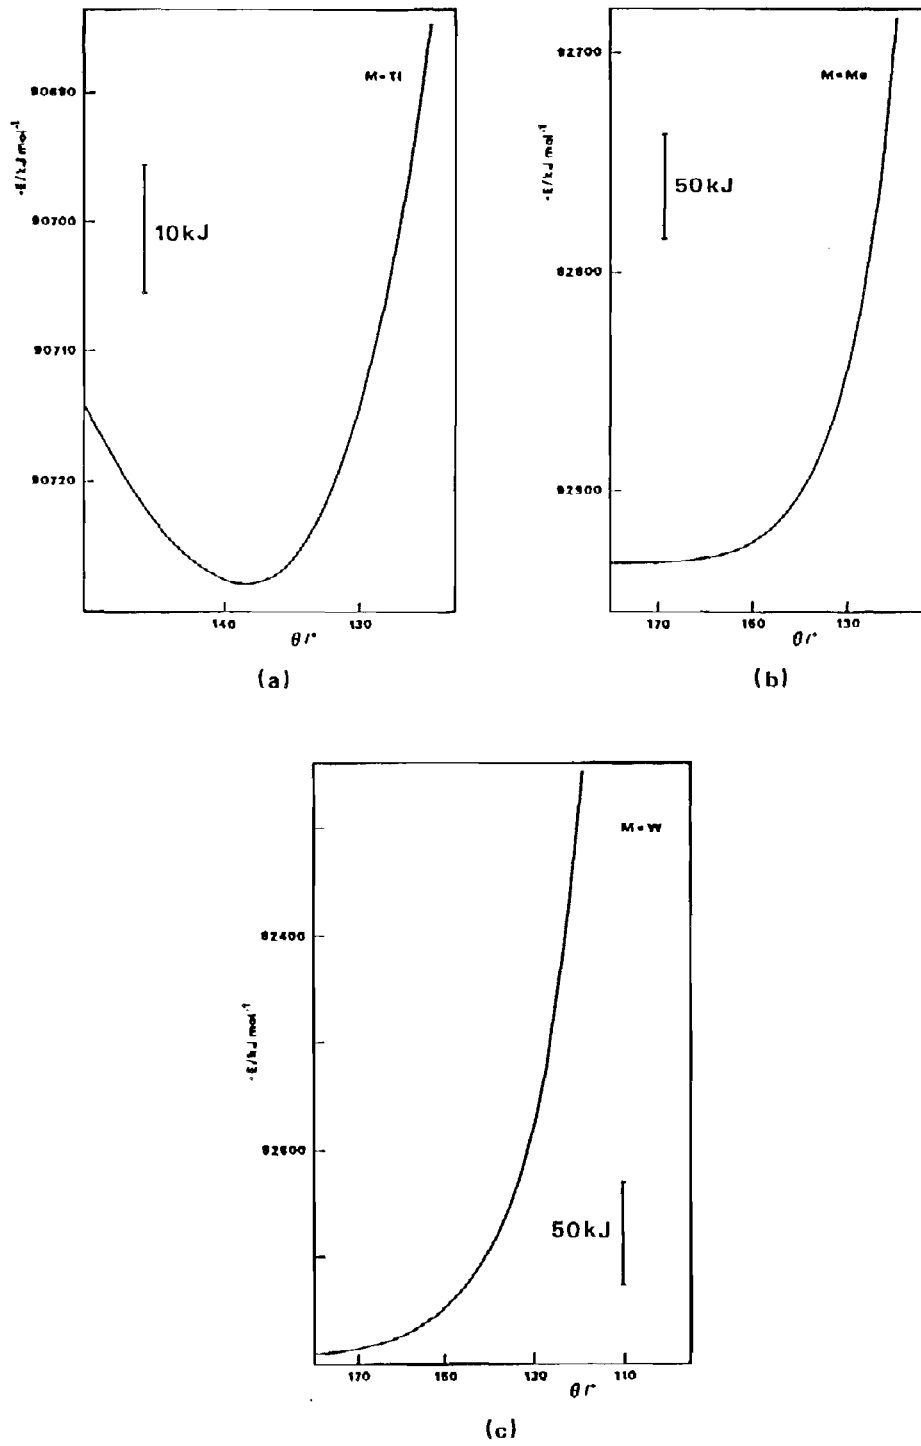 M=Ti
-E/kJ mol⁻¹
90690
90700
90710
90720
10kJ
140
130
θ/°
(a)
M=Mo
-E/kJ mol⁻¹
92700
92800
92900
50kJ
170
150
130
θ/°
(b)
M=W
-E/kJ mol⁻¹
92400
92500
50kJ
170
150
130
110
θ/°
(c)